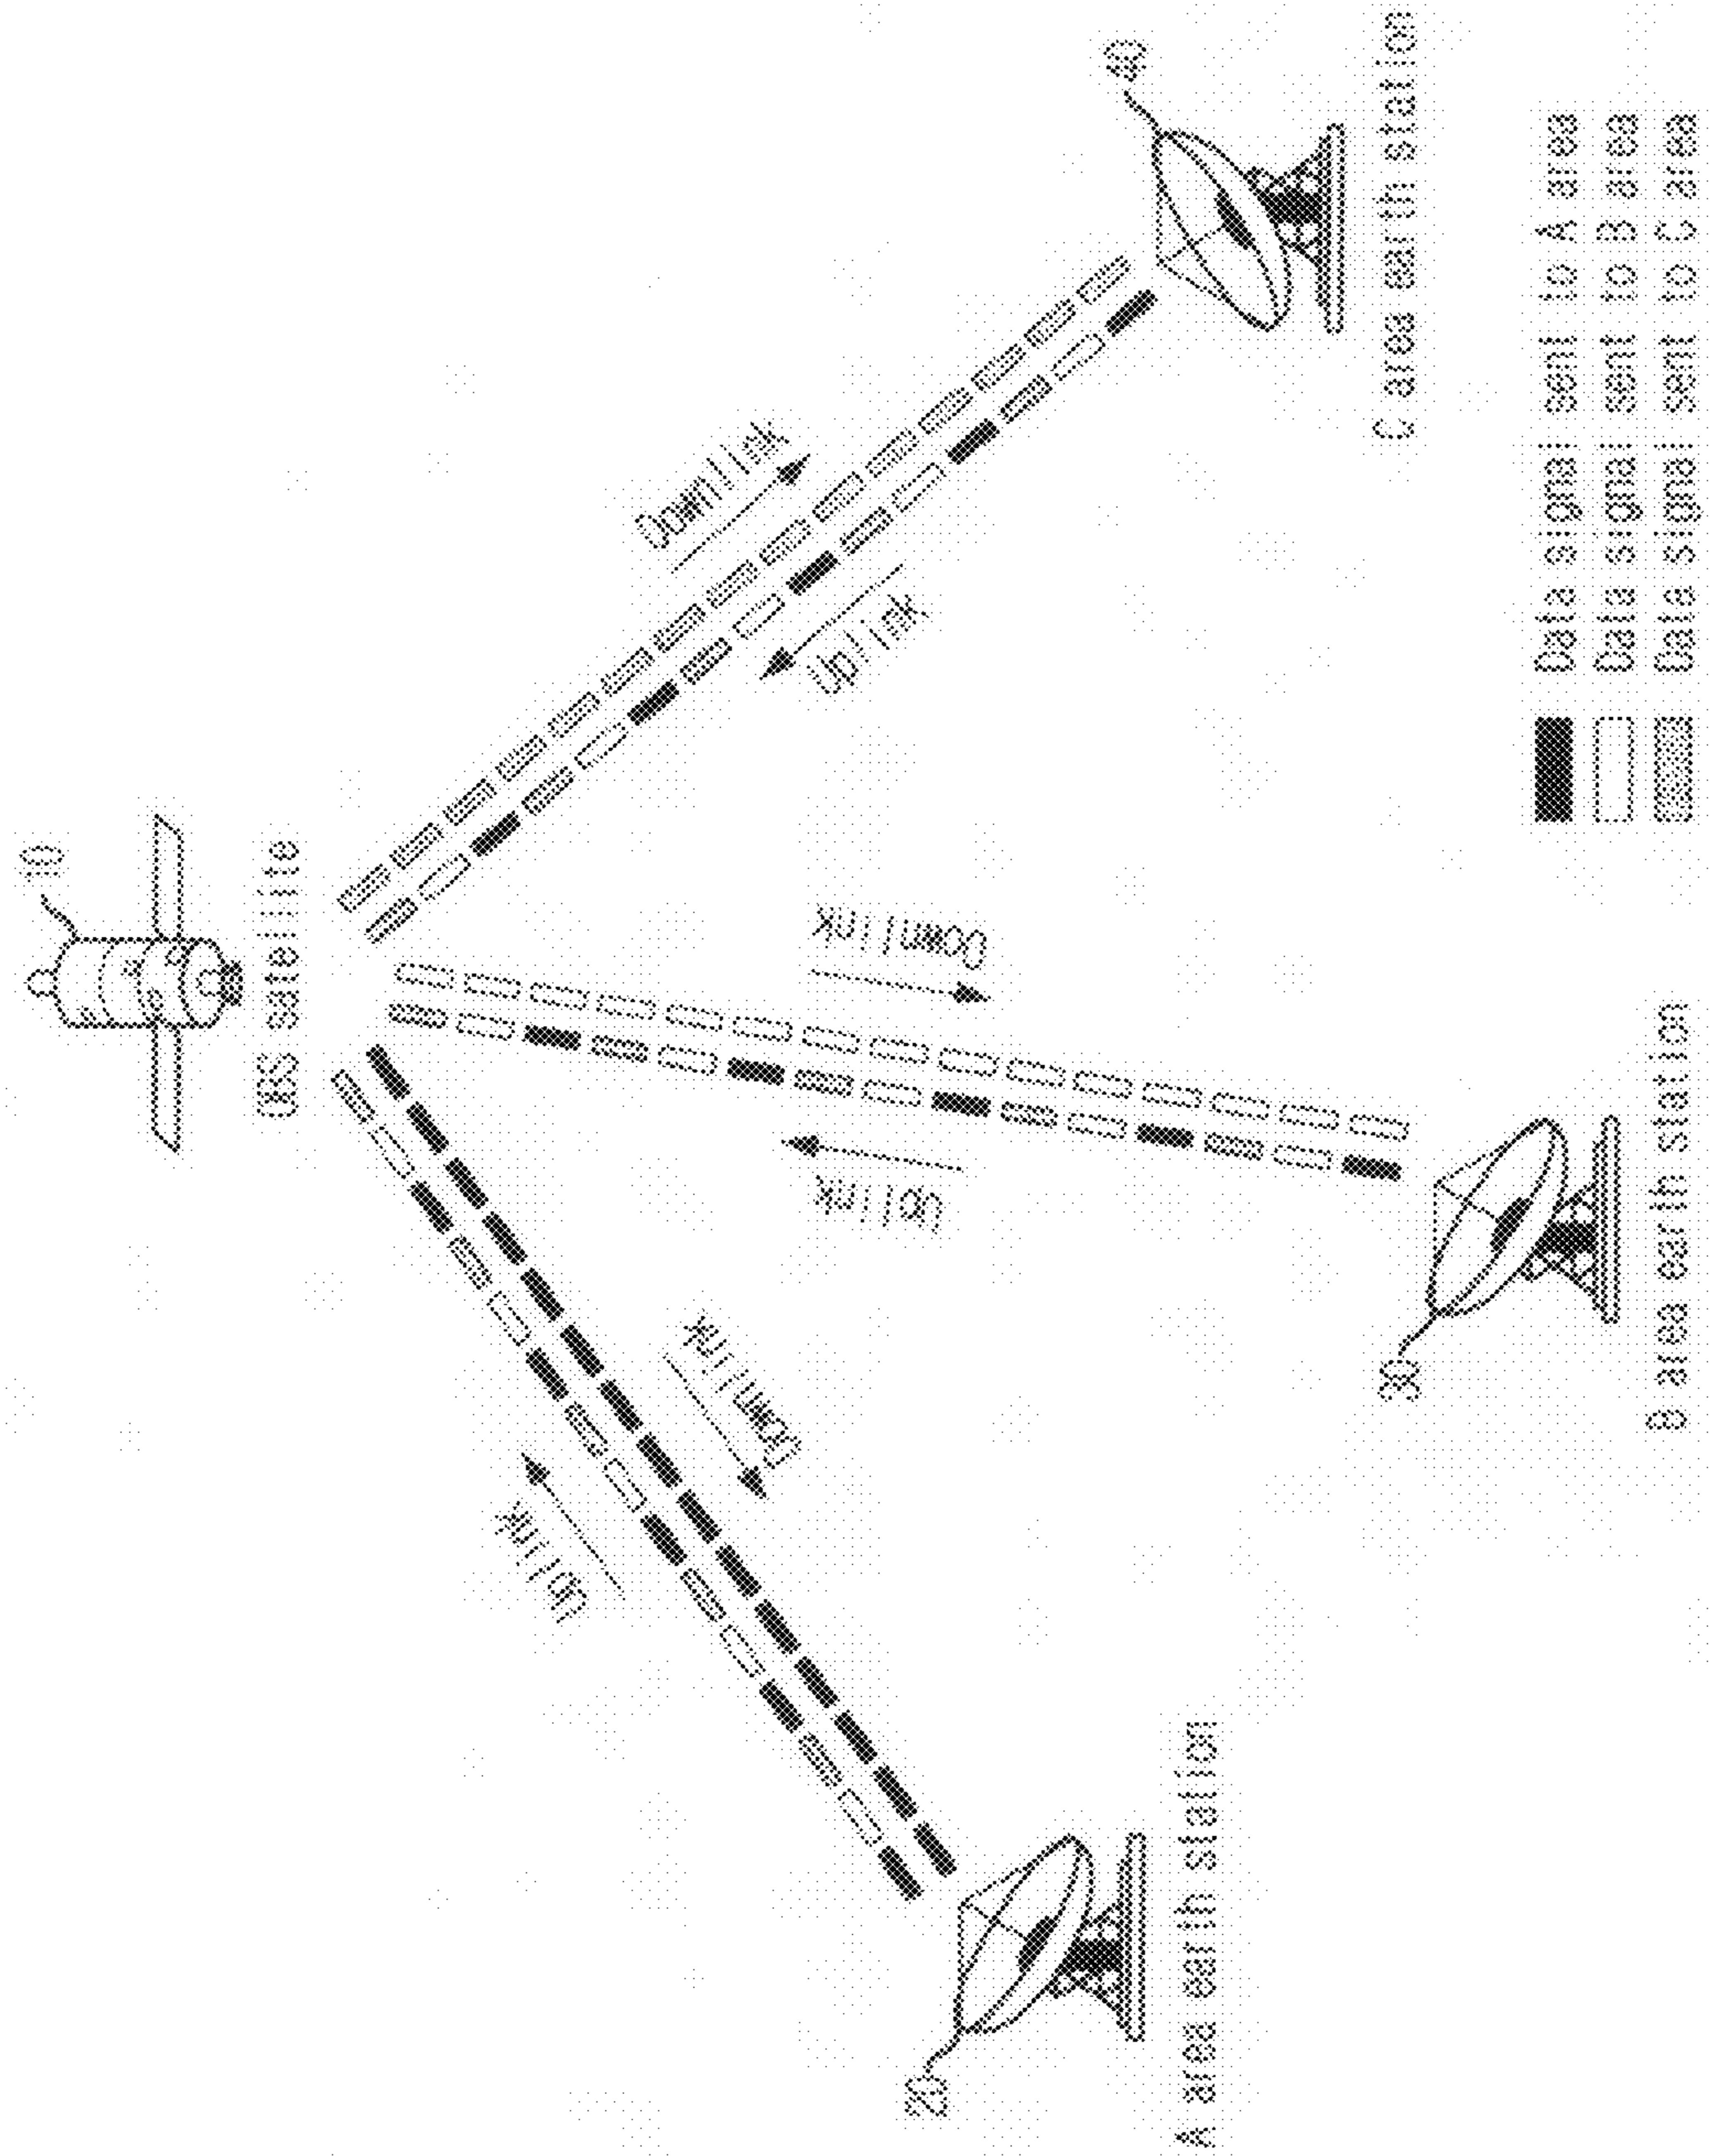 10
OBS satellite
Uplink
Downlink
Uplink
Downlink
Downlink
Uplink
20
A area earth station
30
B area earth station
40
C area earth station
Data signal sent to A area
Data signal sent to B area
Data signal sent to C area